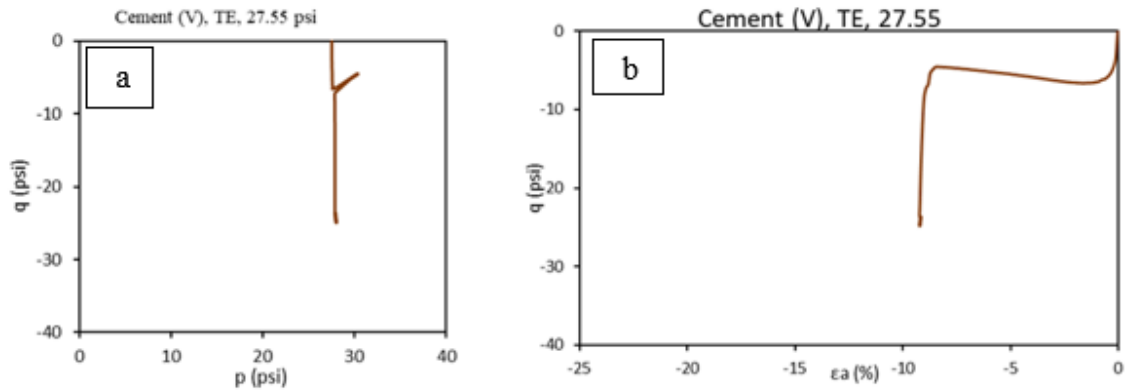 Cement (V), TE, 27.55 psi
a
0
-10
-20
-30
-40
q (psi)
0 10 20 30 40
p (psi)
Cement (V), TE, 27.55
b
0
-10
-20
-30
-40
q (psi)
-25 -20 -15 -10 -5 0
εa (%)